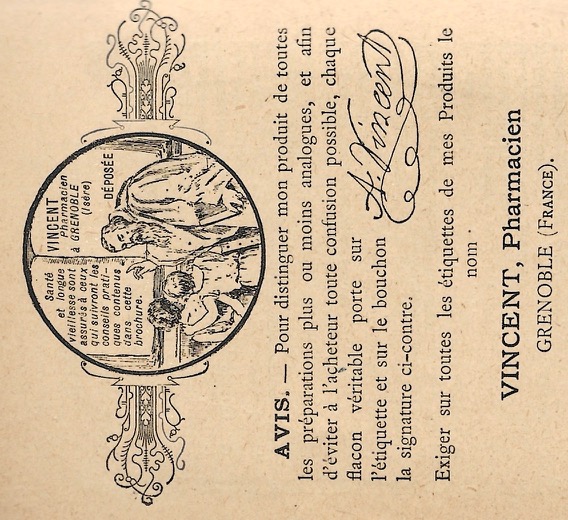 Santé
et longue
vieillesse sont
assurés à ceux
qui suivront les
conseils prati-
ques contenus
dans cette
brochure.
VINCENT
Pharmacien
à GRENOBLE
(Isère)
DÉPOSÉE
AVIS. — Pour distinguer mon produit de toutes
les préparations plus ou moins analogues, et afin
d'éviter à l'acheteur toute confusion possible, chaque
flacon véritable porte sur
l'étiquette et sur le bouchon
la signature ci-contre.
A. Vincent
Exiger sur toutes les étiquettes de mes Produits le
nom
VINCENT, Pharmacien
GRENOBLE (FRANCE).